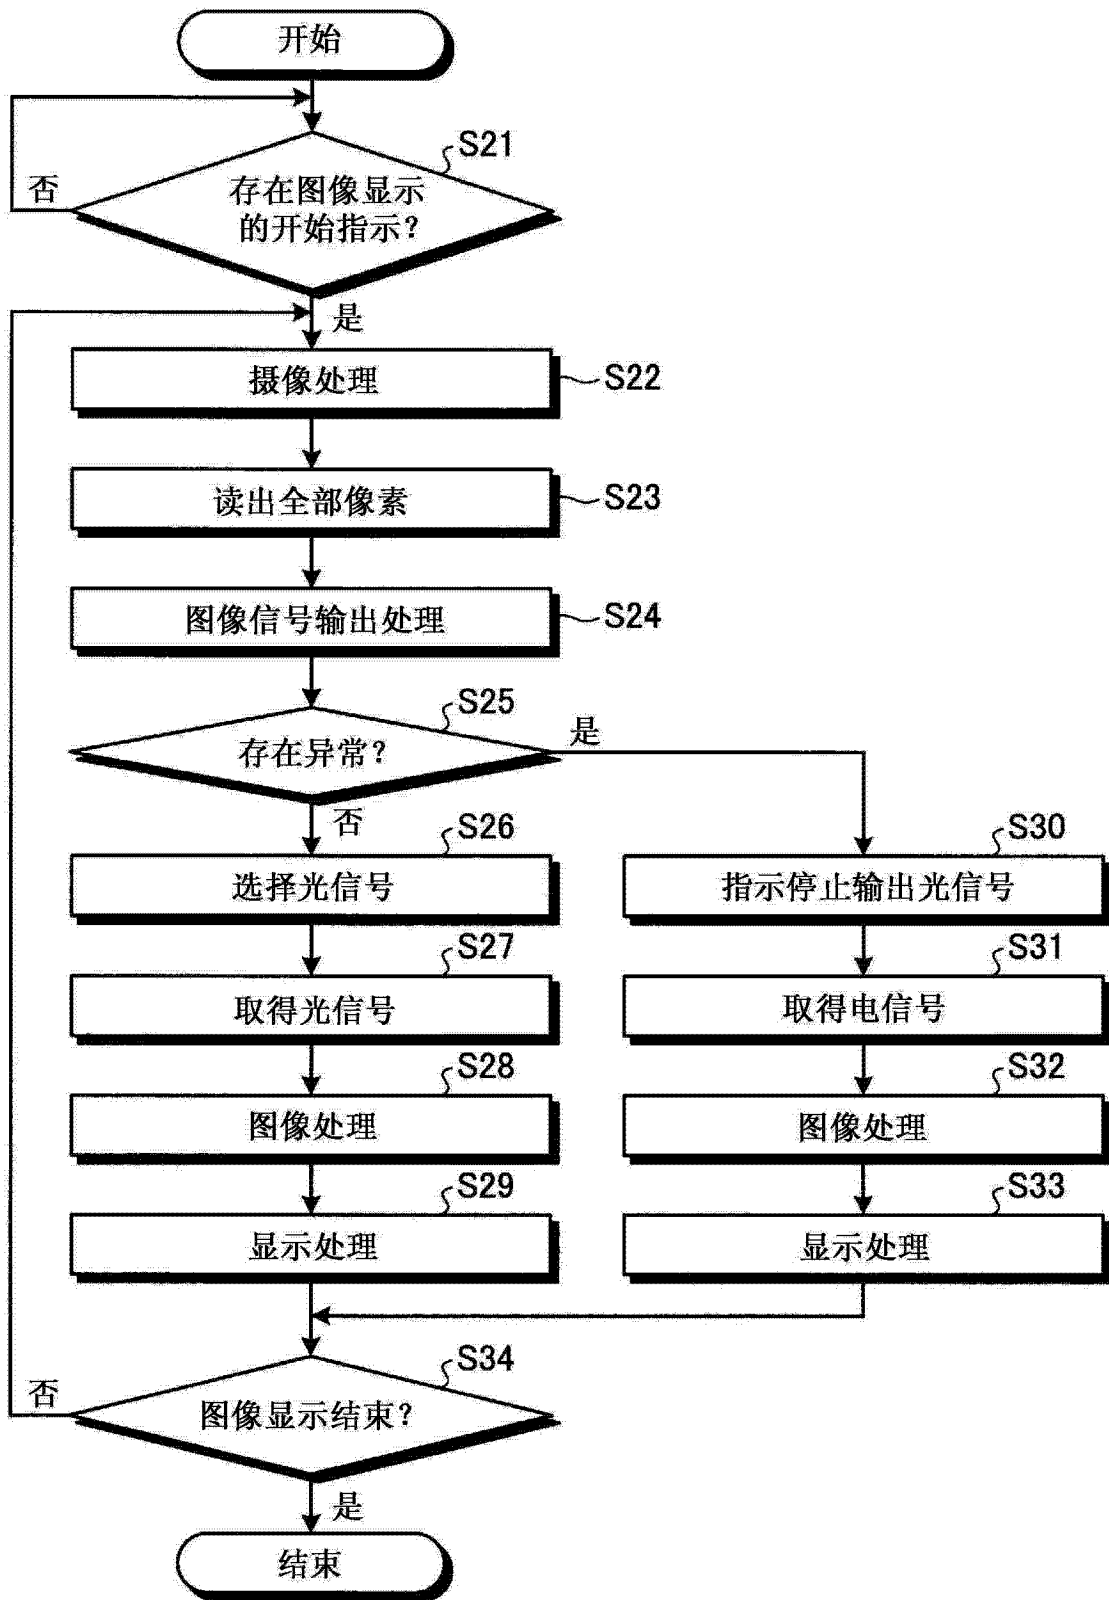 开始
S21
否
存在图像显示
的开始指示？
是
摄像处理
S22
读出全部像素
S23
图像信号输出处理
S24
S25
存在异常？
是
否
S26
选择光信号
S30
指示停止输出光信号
S27
取得光信号
S31
取得电信号
S28
图像处理
S32
图像处理
S29
显示处理
S33
显示处理
S34
否
图像显示结束？
是
结束